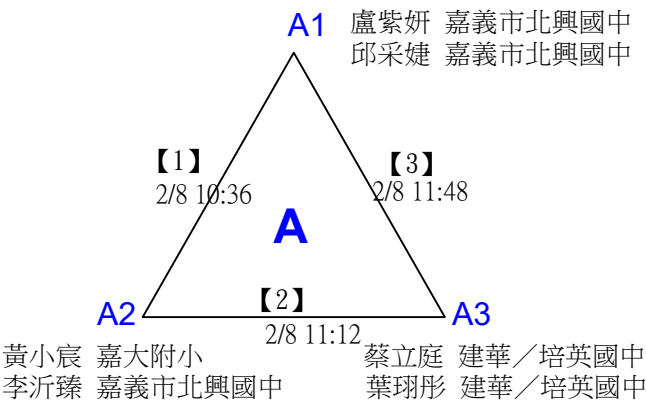 A1 盧紫妍 嘉義市北興國中
邱采婕 嘉義市北興國中
【1】
2/8 10:36
【3】
2/8 11:48
A
【2】
2/8 11:12
A2
A3
黃小宸 嘉大附小
李沂臻 嘉義市北興國中
蔡立庭 建華／培英國中
葉珝彤 建華／培英國中